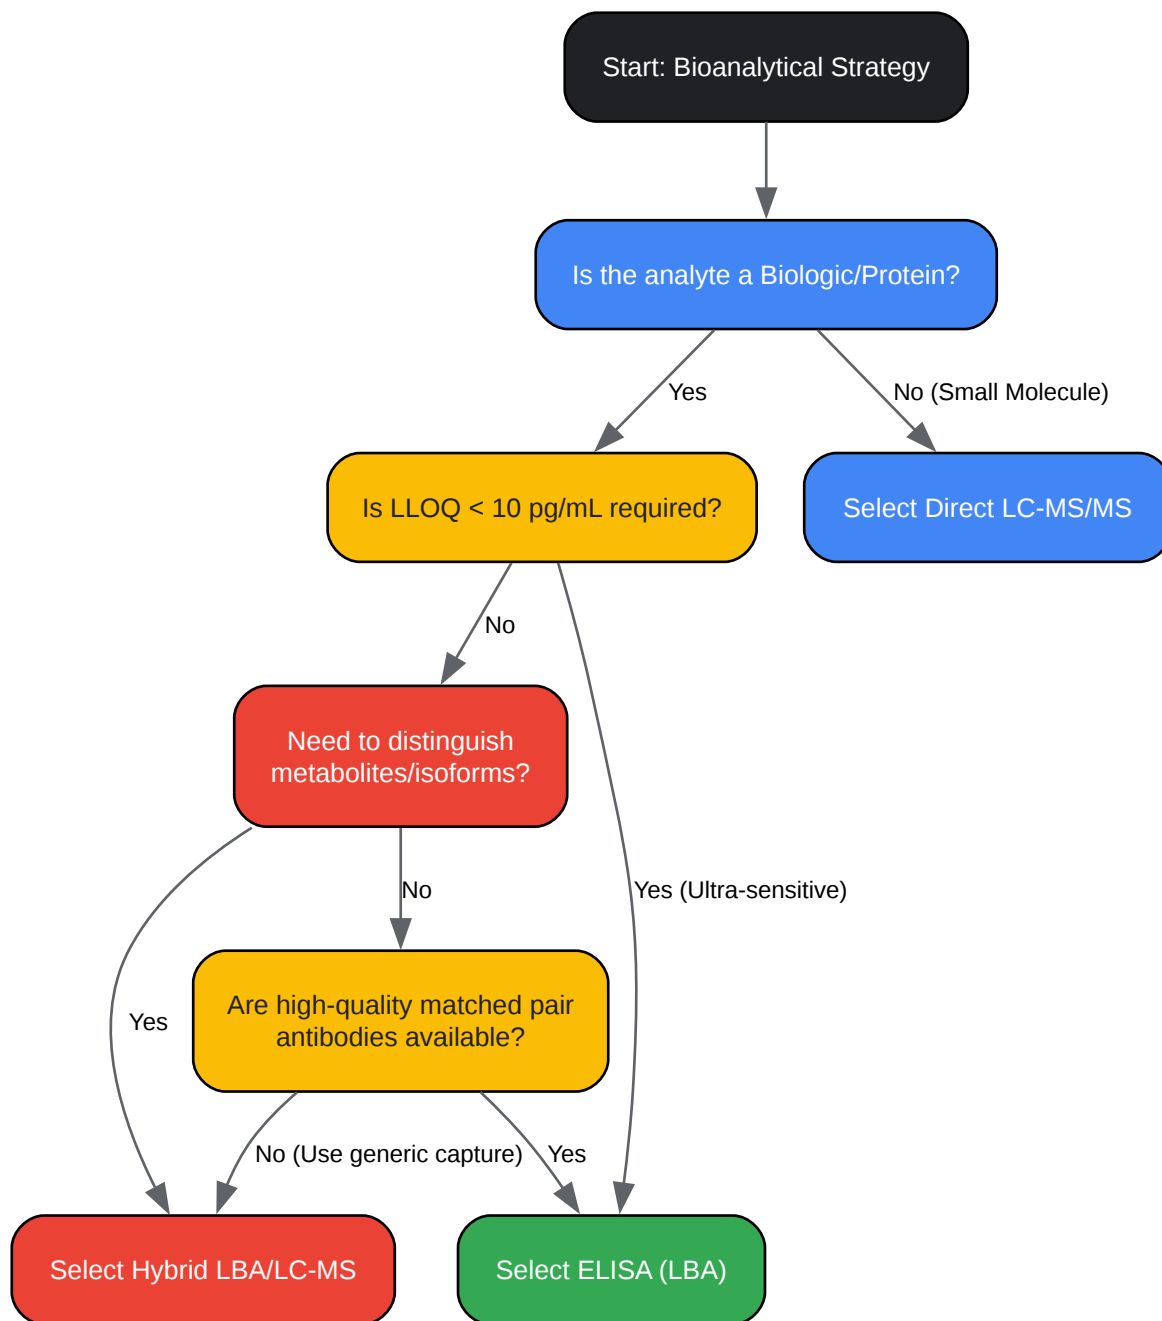 Start: Bioanalytical Strategy
Is the analyte a Biologic/Protein?
Yes
No (Small Molecule)
Is LLOQ < 10 pg/mL required?
Select Direct LC-MS/MS
No
Need to distinguish
metabolites/isoforms?
No
Yes (Ultra-sensitive)
Are high-quality matched pair
antibodies available?
Yes
No (Use generic capture)
Yes
Select Hybrid LBA/LC-MS
Select ELISA (LBA)